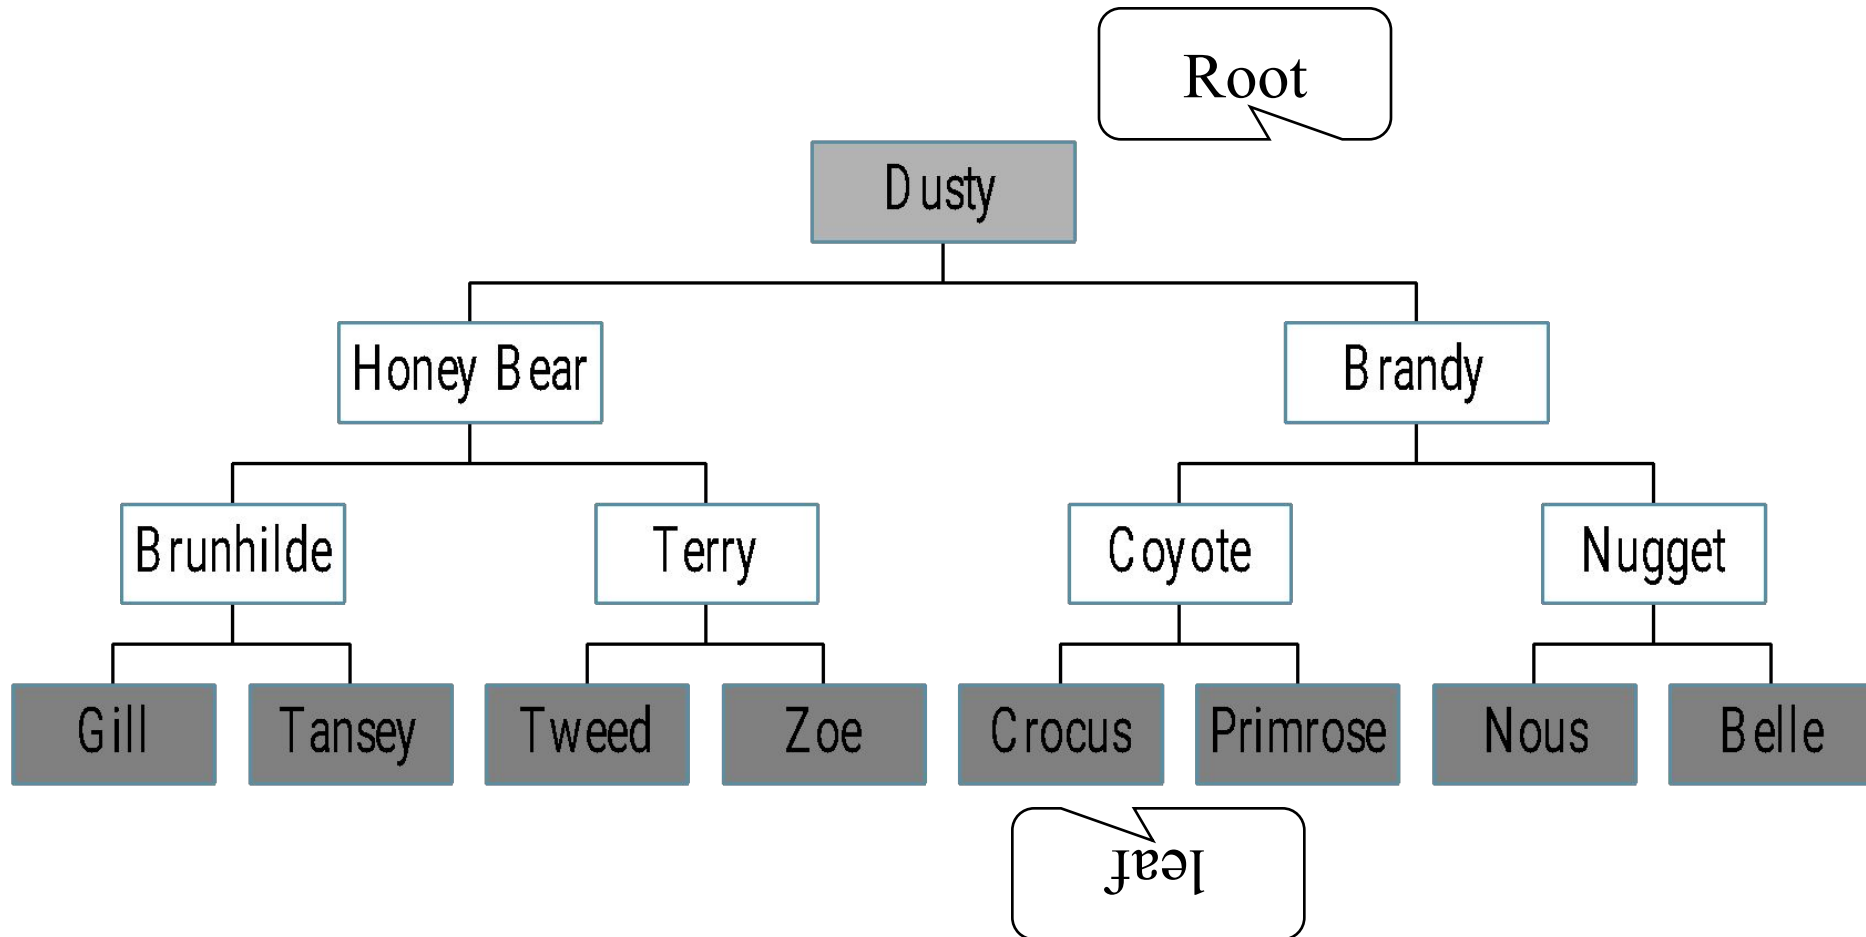 Root
Dusty
Honey Bear Brandy
Brunhilde Terry Coyote Nugget
Gill Tansey Tweed Zoe Crocus Primrose Nous Belle
leaf